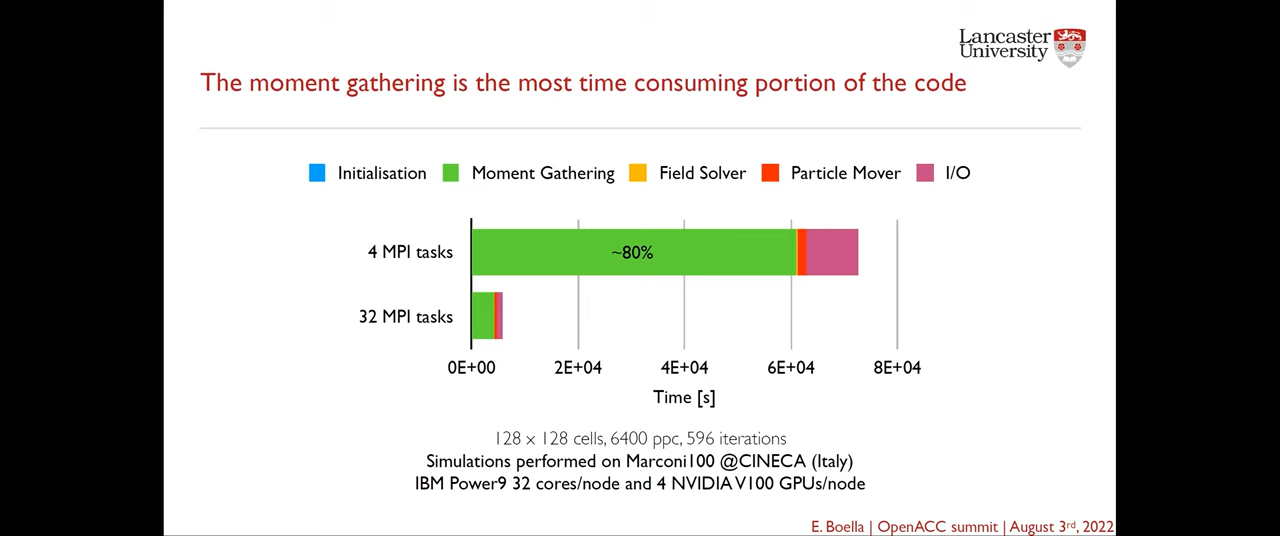 Lancaster
University
The moment gathering is the most time consuming portion of the code
Initialisation Moment Gathering Field Solver Particle Mover I/O
4 MPI tasks ~80%
32 MPI tasks
0E+00 2E+04 4E+04 6E+04 8E+04
Time [s]
128 x 128 cells, 6400 ppc, 596 iterations
Simulations performed on Marconi100 @CINECA (Italy)
IBM Power9 32 cores/node and 4 NVIDIA V100 GPUs/node
E. Boella | OpenACC summit | August 3rd, 2022